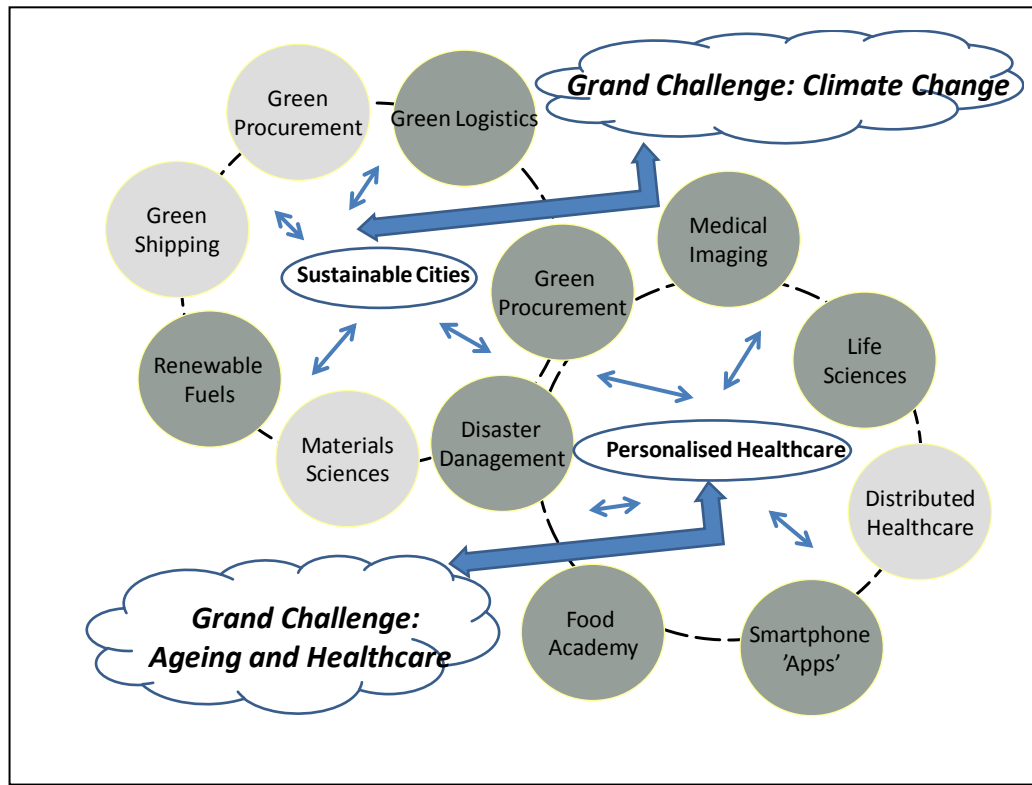 Grand Challenge: Climate Change
Green
Procurement
Green Logistics
Green
Shipping
Medical
Imaging
Sustainable Cities
Green
Procurement
Life
Sciences
Renewable
Fuels
Materials
Sciences
Disaster
Danagement
Personalised Healthcare
Distributed
Healthcare
Grand Challenge:
Ageing and Healthcare
Food
Academy
Smartphone
'Apps'